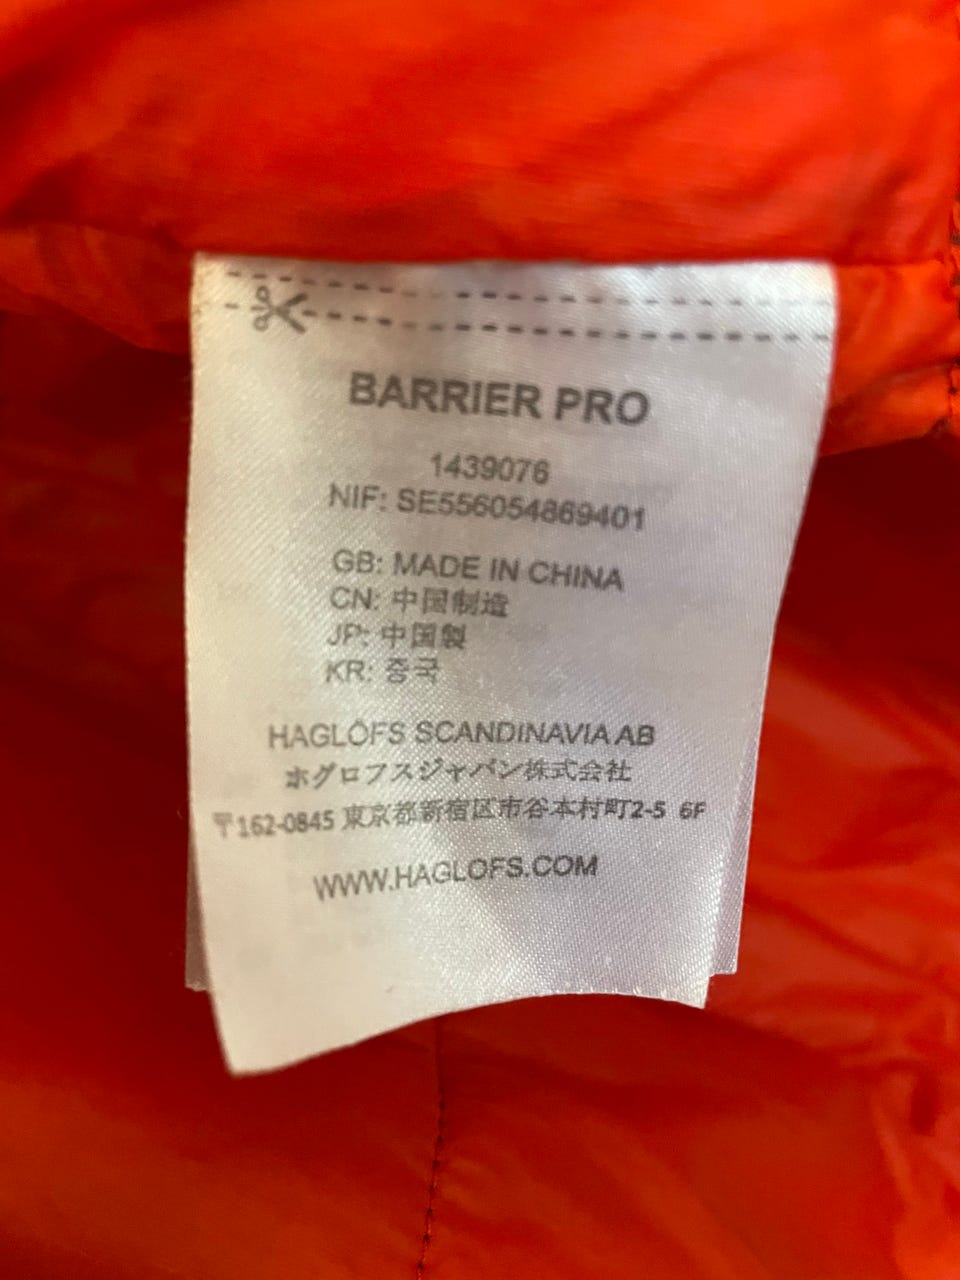 BARRIER PRO
1439076
NIF: SE556054869401
GB: MADE IN CHINA
CN: 中国制造
JP: 中国製
KR: 중국
HAGLÖFS SCANDINAVIA AB
ホグロフスジャパン株式会社
〒162-0845 東京都新宿区市谷本村町2-5 6F
WWW.HAGLOFS.COM